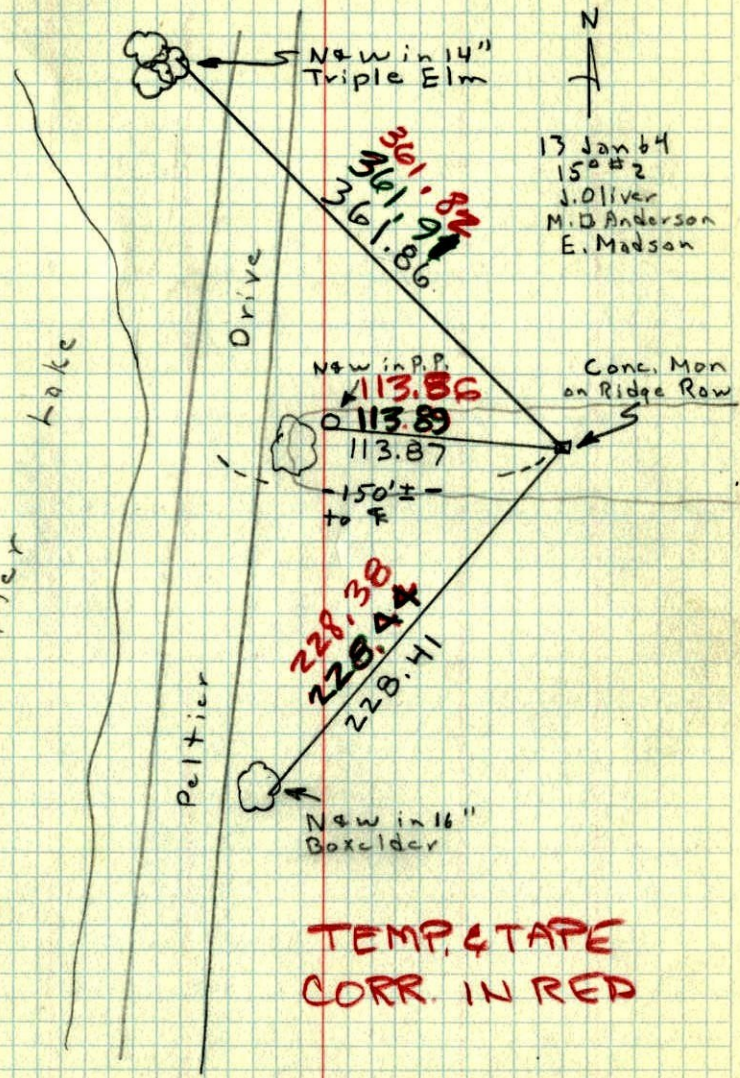 N
N&W in 14"
Triple Elm
13 Jan 64
15° #2
J. Oliver
M. D. Anderson
E. Madson
361.82
361.91
361.86
Lake
Drive
N&W in P.P.
113.86
113.89
113.87
Conc. Mon
on Ridge Row
-150'± -
to ℄
228.38
228.44
228.41
Peltier
N&W in 16"
Boxelder
TEMP. & TAPE
CORR. IN RED